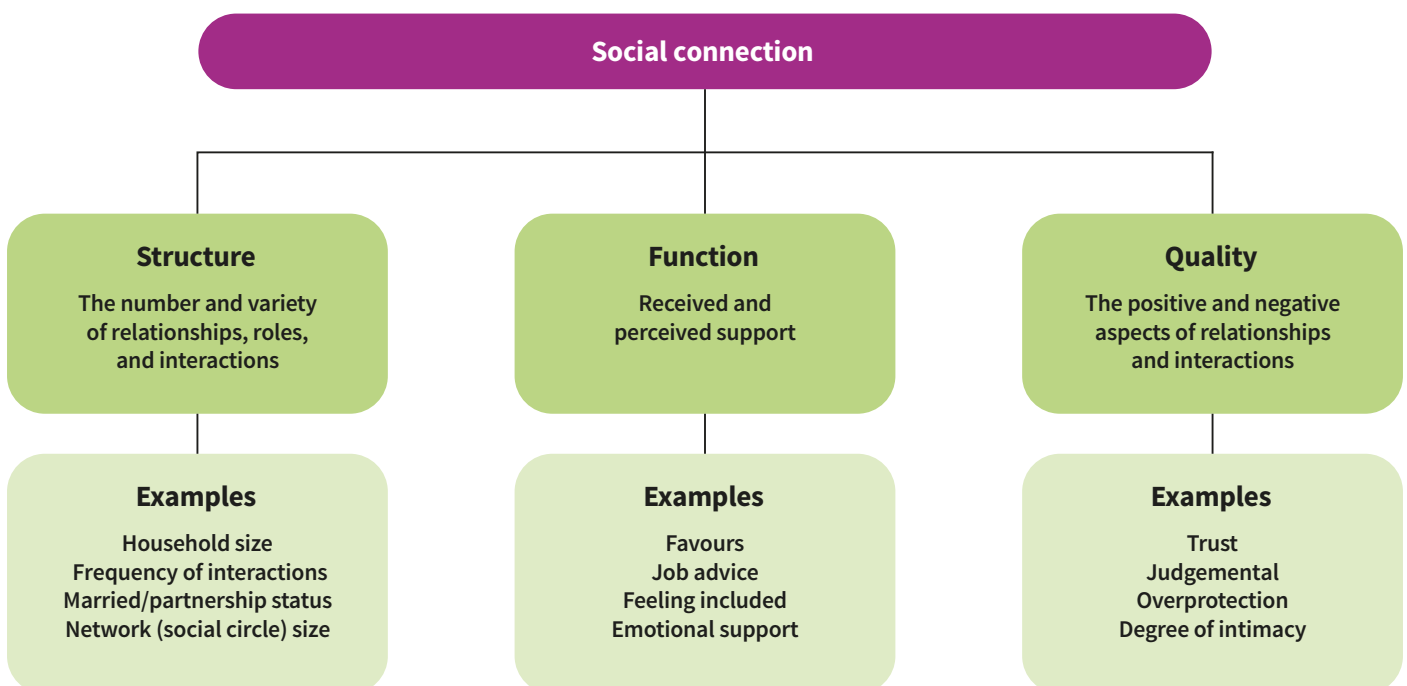 Social connection
Structure
The number and variety
of relationships, roles,
and interactions
Function
Received and
perceived support
Quality
The positive and negative
aspects of relationships
and interactions
Examples
Household size
Frequency of interactions
Married/partnership status
Network (social circle) size
Examples
Favours
Job advice
Feeling included
Emotional support
Examples
Trust
Judgemental
Overprotection
Degree of intimacy